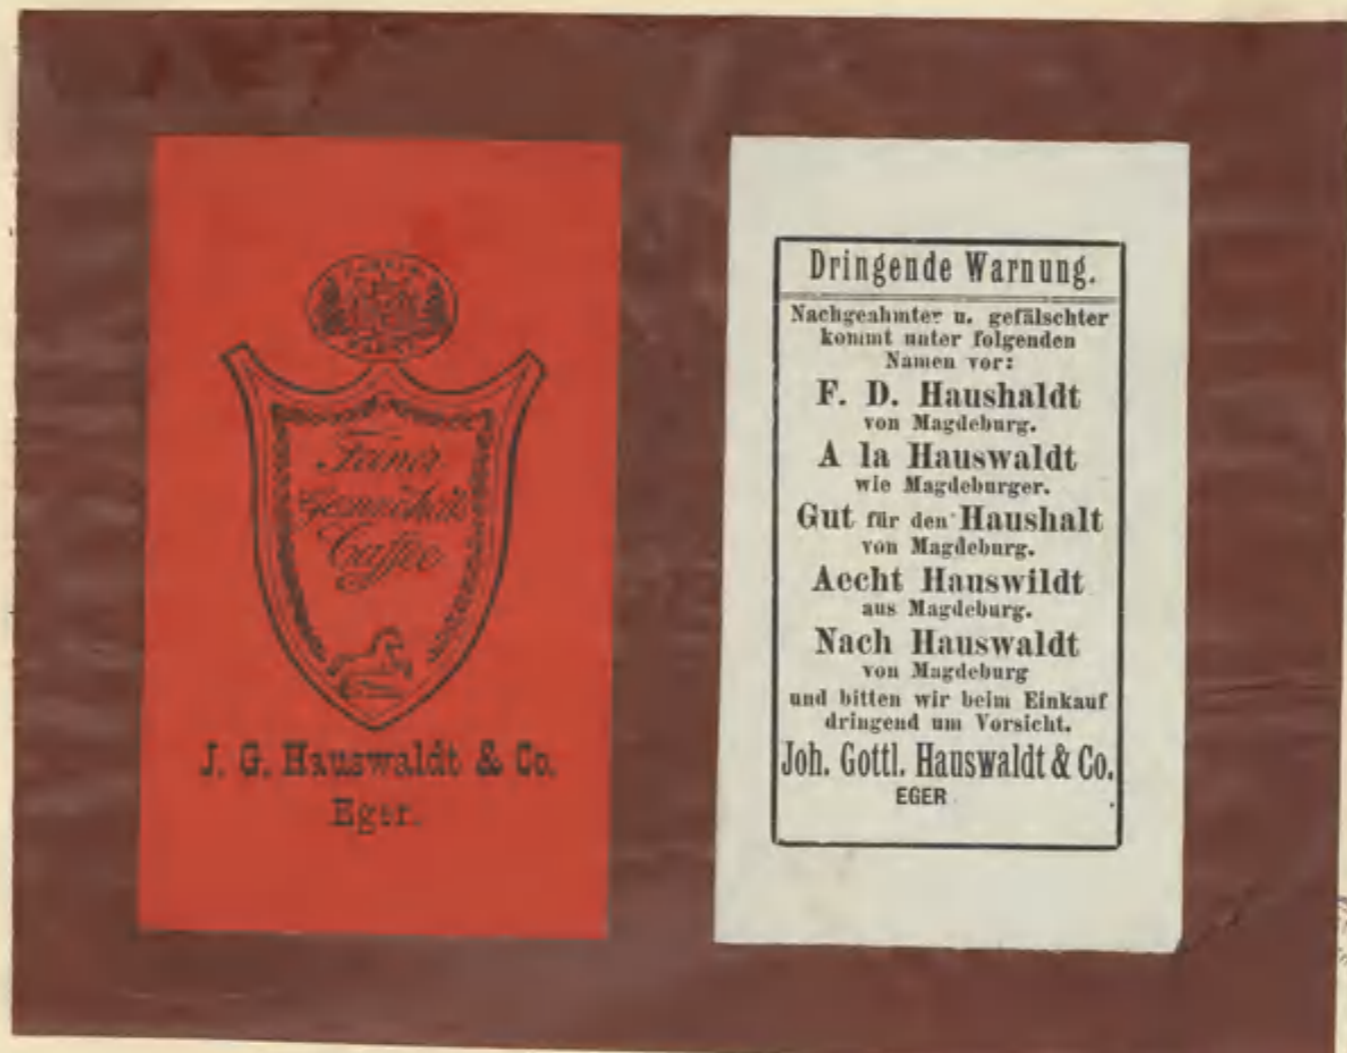 Feiner
Gesundheits
Caffee
J. G. Hauswaldt & Co.
Eger.
Dringende Warnung.
Nachgeahmter u. gefälschter
kommt unter folgenden
Namen vor:
F. D. Haushaldt
von Magdeburg.
A la Hauswaldt
wie Magdeburger.
Gut für den Haushalt
von Magdeburg.
Aecht Hauswildt
aus Magdeburg.
Nach Hauswaldt
von Magdeburg
und bitten wir beim Einkauf
dringend um Vorsicht.
Joh. Gottl. Hauswaldt & Co.
EGER